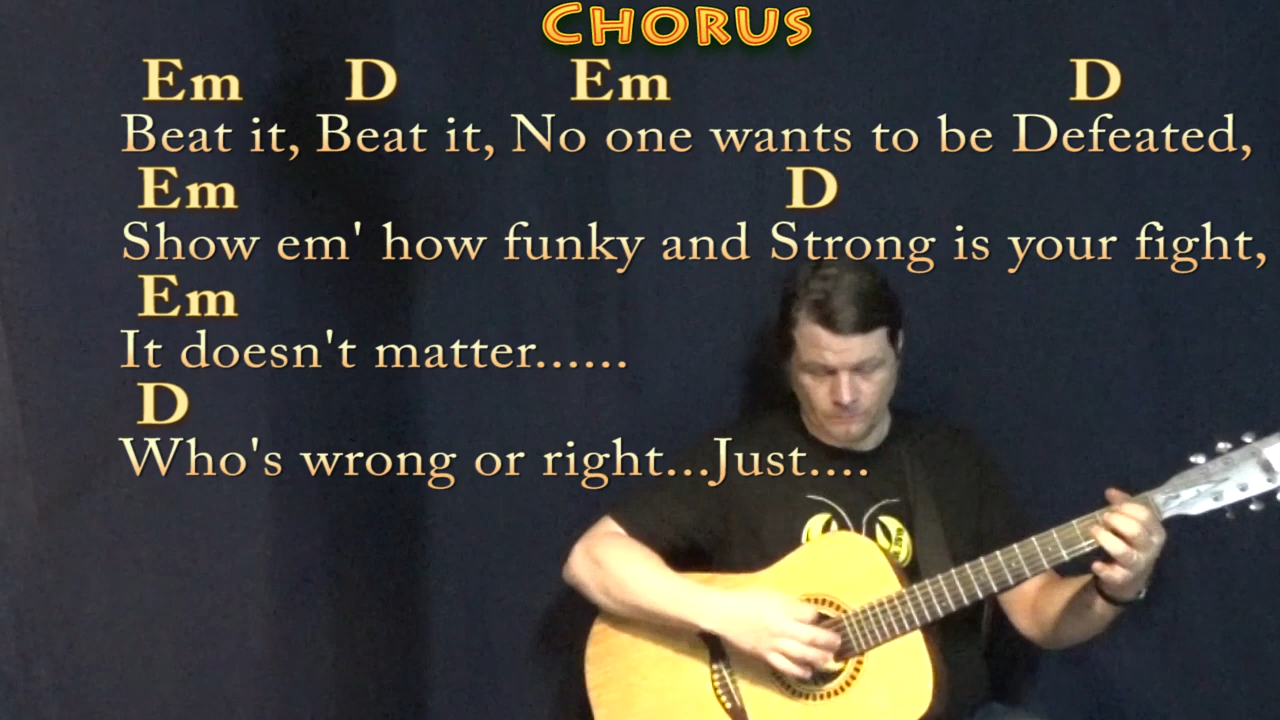 CHORUS
Em D Em D
Beat it, Beat it, No one wants to be Defeated,
Em D
Show em' how funky and Strong is your fight,
Em
It doesn't matter......
D
Who's wrong or right...Just....